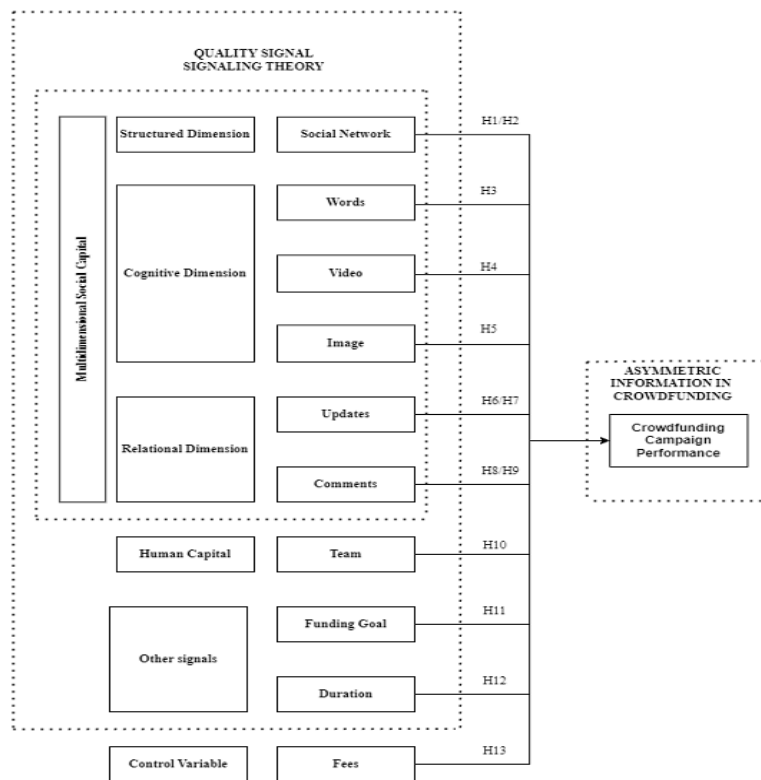 QUALITY SIGNAL
SIGNALING THEORY
Multidimensional Social Capital
Structured Dimension
Social Network
H1/H2
Cognitive Dimension
Words
H3
Video
H4
Image
H5
Relational Dimension
Updates
H6/H7
Comments
H8/H9
Human Capital
Team
H10
Other signals
Funding Goal
H11
Duration
H12
Control Variable
Fees
H13
ASYMMETRIC
INFORMATION IN
CROWDFUNDING
Crowdfunding
Campaign
Performance